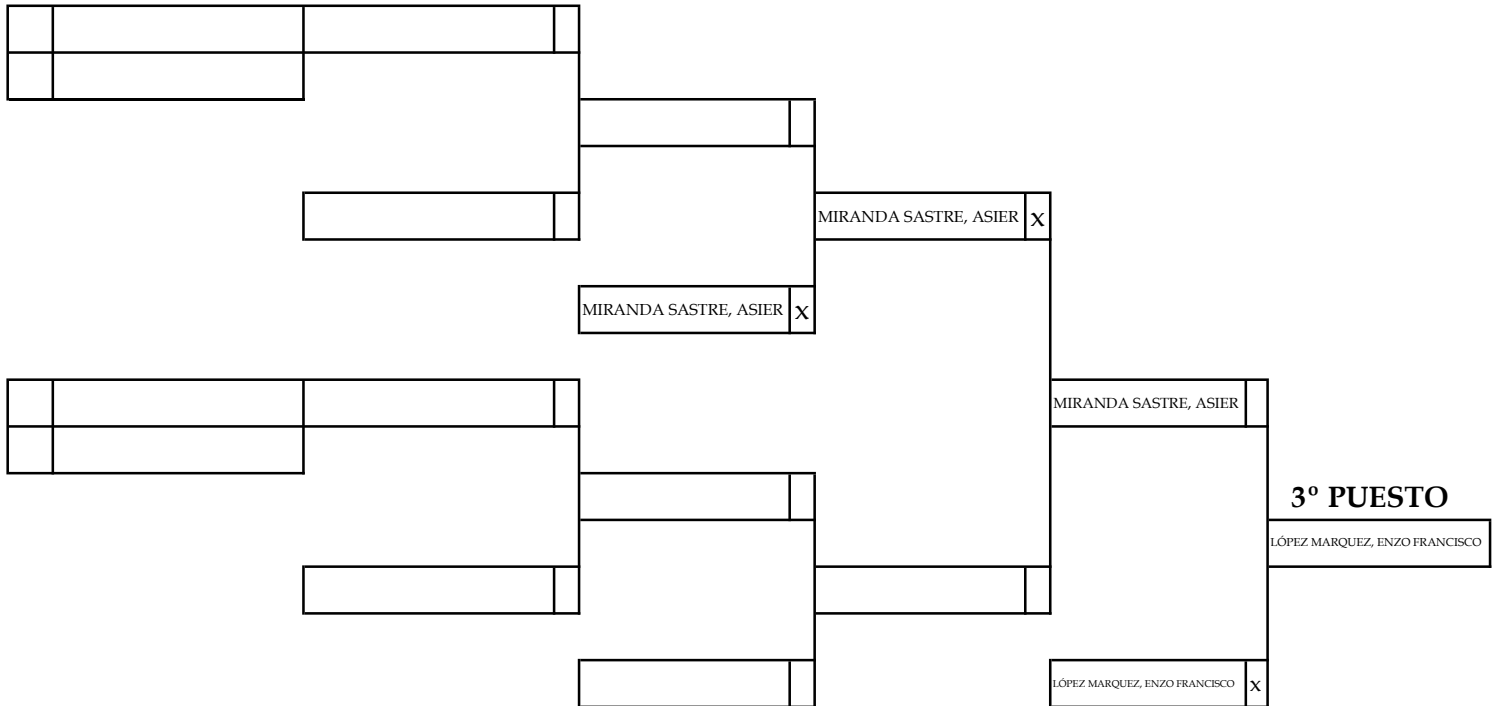 MIRANDA SASTRE, ASIER X
MIRANDA SASTRE, ASIER X
MIRANDA SASTRE, ASIER
3º PUESTO
LÓPEZ MARQUEZ, ENZO FRANCISCO
LÓPEZ MARQUEZ, ENZO FRANCISCO X